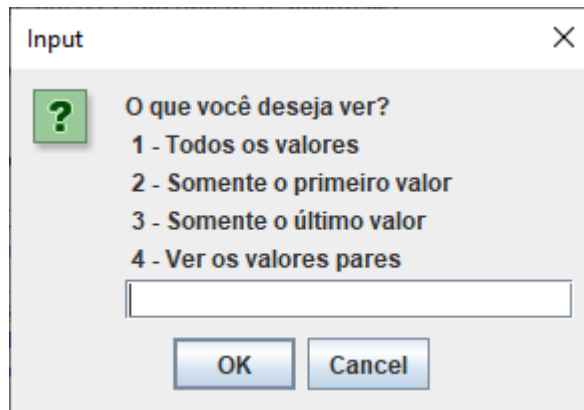 Input
O que você deseja ver?
1 - Todos os valores
2 - Somente o primeiro valor
3 - Somente o último valor
4 - Ver os valores pares
OK Cancel